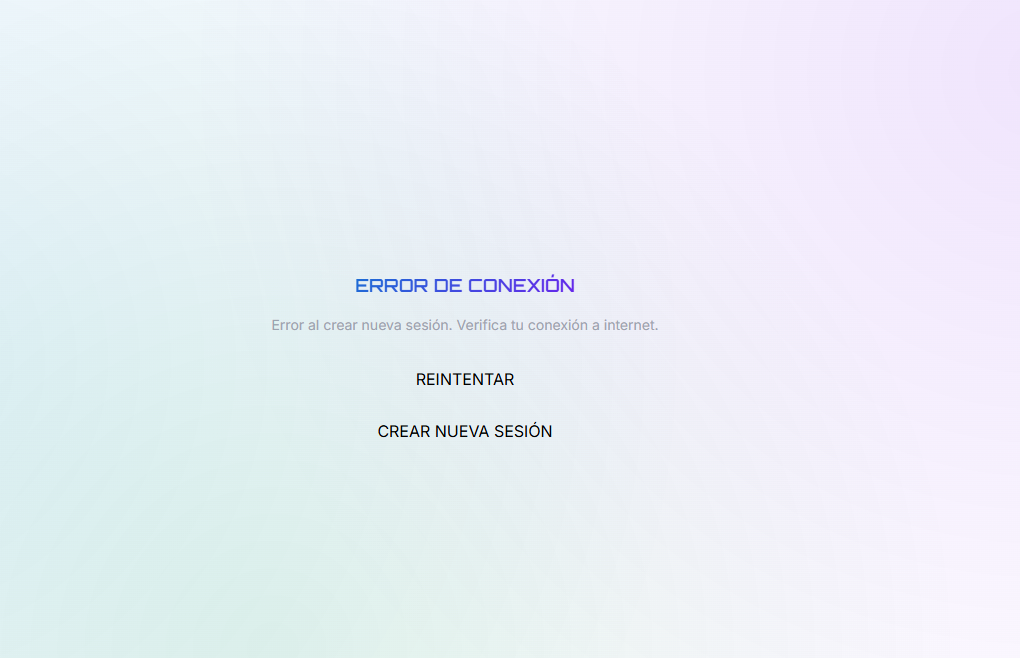 ERROR DE CONEXIÓN
Error al crear nueva sesión. Verifica tu conexión a internet.
REINTENTAR
CREAR NUEVA SESIÓN